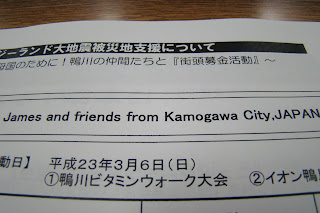 ジーランド大地震被災地支援について
母国のために!鴨川の仲間たちと『街頭募金活動』～
James and friends from Kamogawa City,JAPAN
動日】 平成23年3月6日(日)
①鴨川ビタミンウォーク大会 ②イオン鴨川